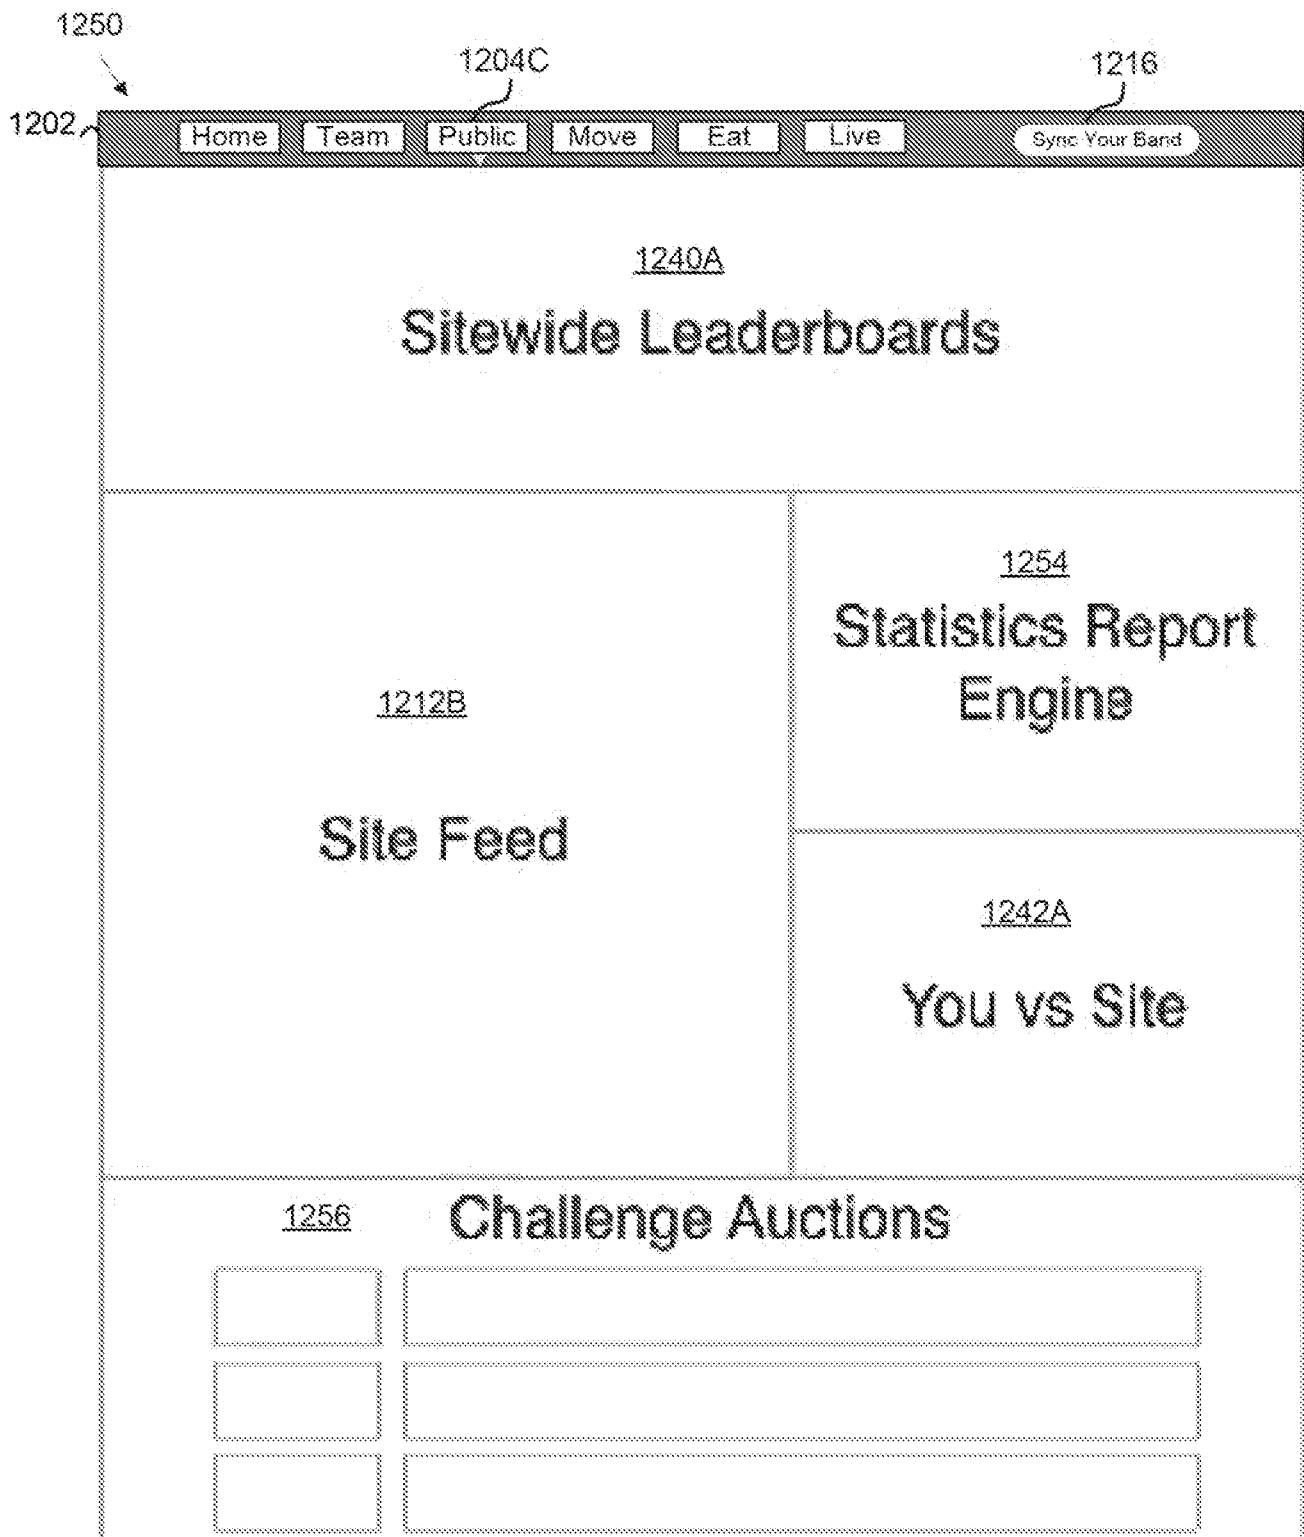 1250
1204C
1216
1202
Home Team Public Move Eat Live Sync Your Band
1240A
Sitewide Leaderboards
1254
Statistics Report
Engine
1212B
Site Feed
1242A
You vs Site
1256 Challenge Auctions